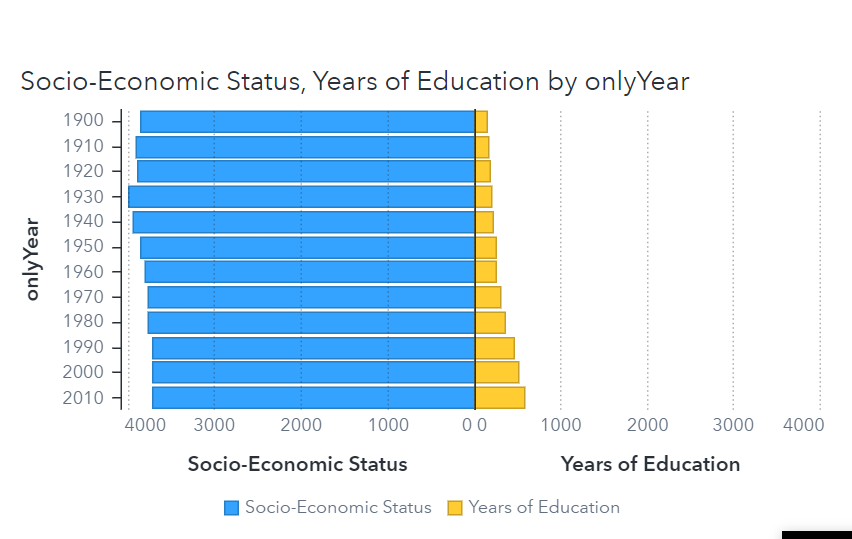 Socio-Economic Status, Years of Education by onlyYear
onlyYear
1900
1910
1920
1930
1940
1950
1960
1970
1980
1990
2000
2010
4000 3000 2000 1000 0 0 1000 2000 3000 4000
Socio-Economic Status Years of Education
Socio-Economic Status Years of Education